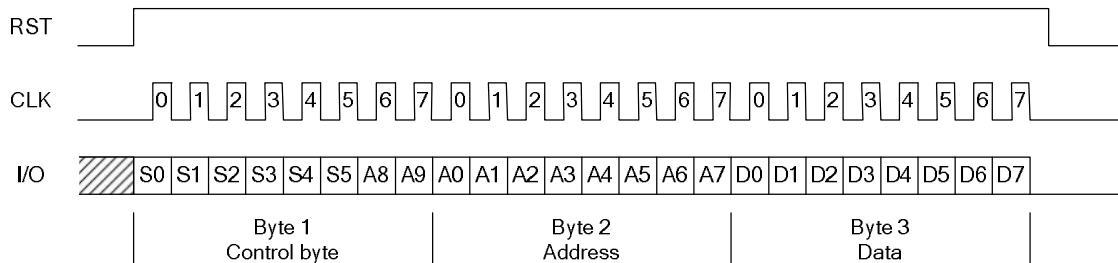 RST
CLK 0 1 2 3 4 5 6 7 0 1 2 3 4 5 6 7 0 1 2 3 4 5 6 7
I/O S0 S1 S2 S3 S4 S5 A8 A9 A0 A1 A2 A3 A4 A5 A6 A7 D0 D1 D2 D3 D4 D5 D6 D7
Byte 1 Byte 2 Byte 3
Control byte Address Data